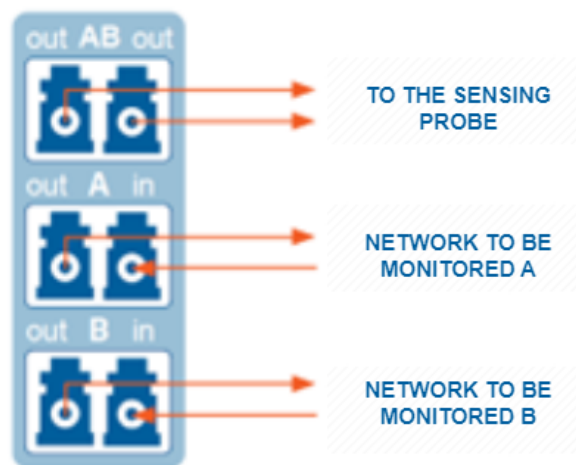 out AB out
TO THE SENSING
PROBE
out A in
NETWORK TO BE
MONITORED A
out B in
NETWORK TO BE
MONITORED B